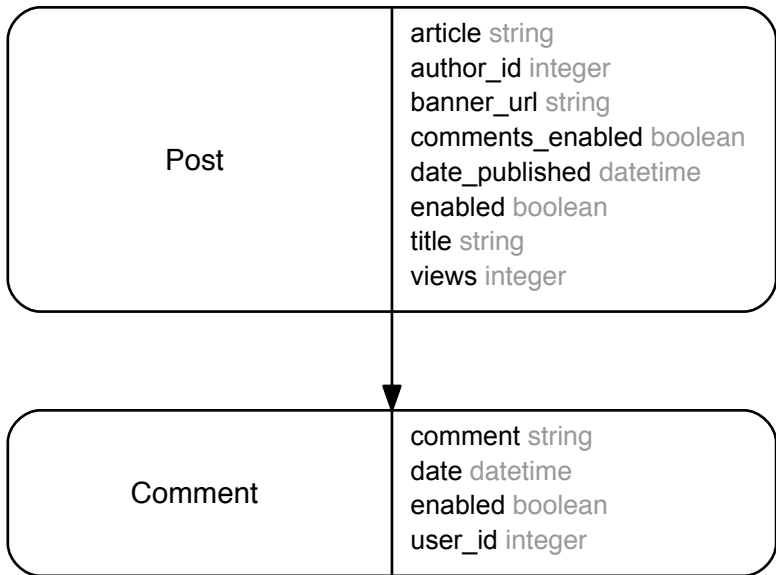 Post
article string
author_id integer
banner_url string
comments_enabled boolean
date_published datetime
enabled boolean
title string
views integer
Comment
comment string
date datetime
enabled boolean
user_id integer